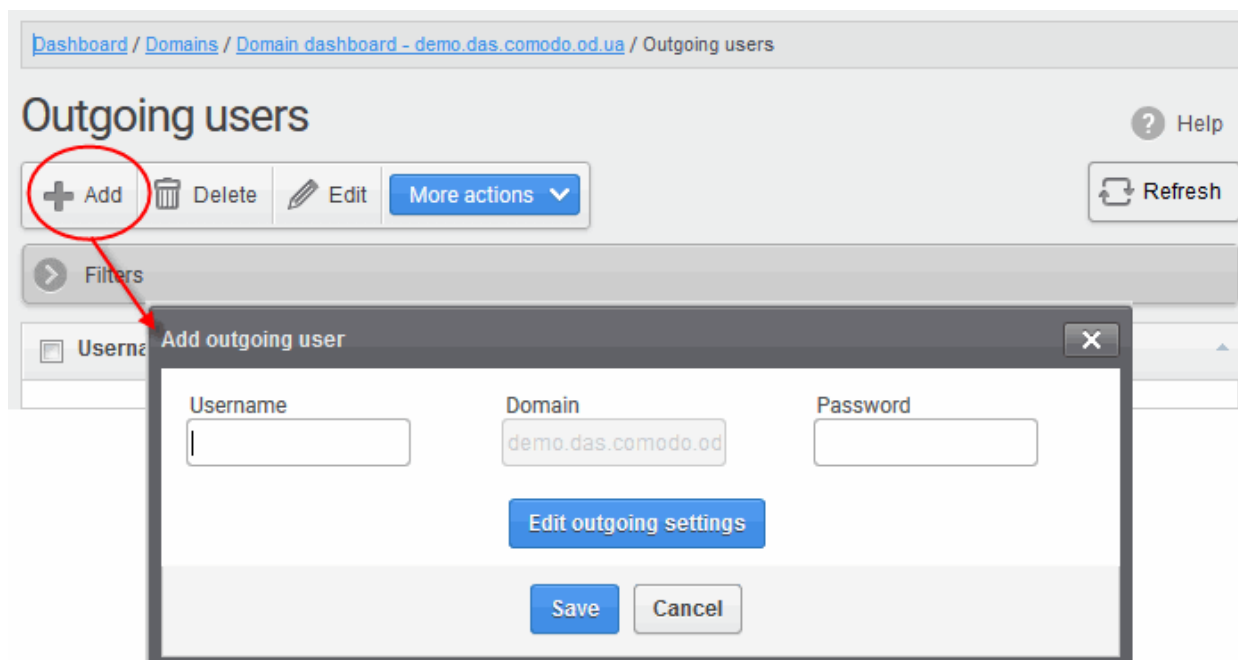 Dashboard / Domains / Domain dashboard - demo.das.comodo.od.ua / Outgoing users
Outgoing users
Help
Add Delete Edit More actions
Refresh
Filters
Add outgoing user
Username Domain Password
demo.das.comodo.od
Edit outgoing settings
Save Cancel